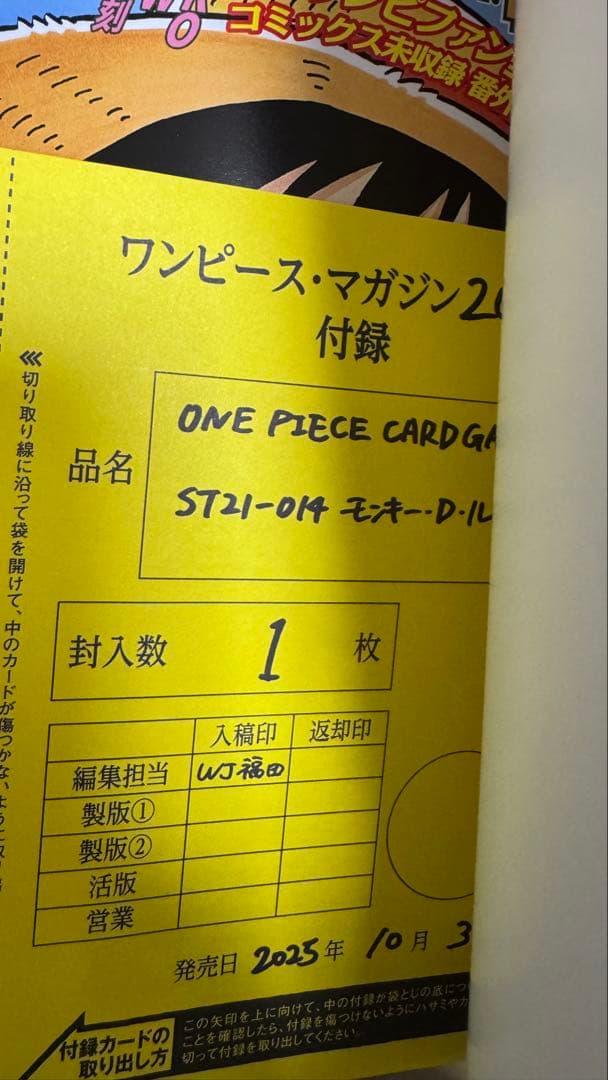 刻
コミックス未収録 番外
ワンピース・マガジン
付録
品名
ONE PIECE CARD
ST21-014 モンキー・D・ル
封入数 1 枚
入稿印 返却印
編集担当 WJ福田
製版①
製版②
活版
営業
発売日 2025年 10月 3
切り取り線に沿って袋を開けて、中のカードが傷つかないように
付録カードの
取り出し方
この矢印を上に向けて、中の付録が袋とじの底に
ことを確認したら、付録を傷つけないようにハサミや
切って付録を取り出してください。